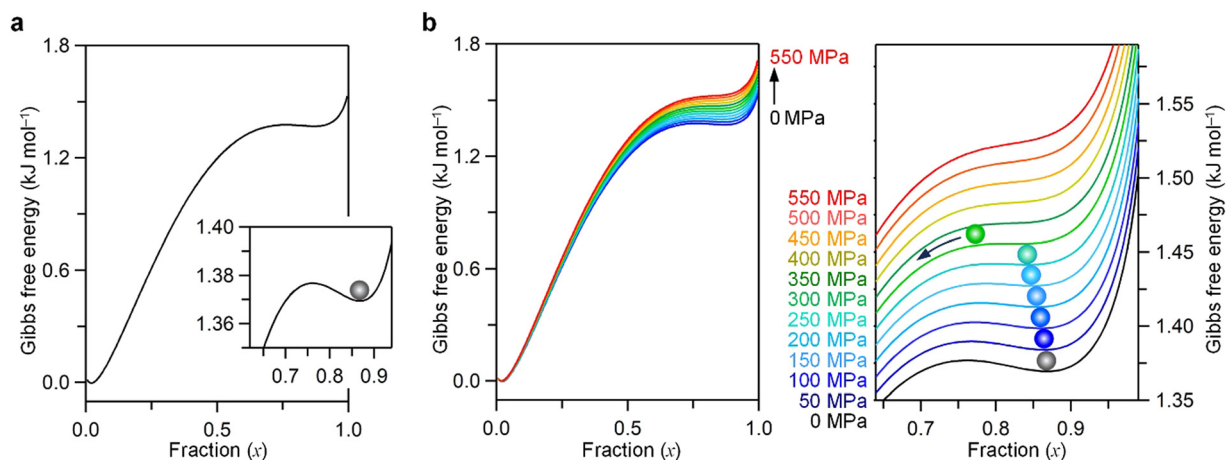 a
b
1.8
1.2
0.6
0.0
Gibbs free energy (kJ mol–1)
0.0
0.5
1.0
Fraction (x)
1.40
1.38
1.36
0.7
0.8
0.9
1.8
1.2
0.6
0.0
Gibbs free energy (kJ mol–1)
0.0
0.5
1.0
Fraction (x)
550 MPa
0 MPa
550 MPa
500 MPa
450 MPa
400 MPa
350 MPa
300 MPa
250 MPa
200 MPa
150 MPa
100 MPa
50 MPa
0 MPa
0.7
0.8
0.9
Fraction (x)
1.55
1.50
1.45
1.40
1.35
Gibbs free energy (kJ mol–1)